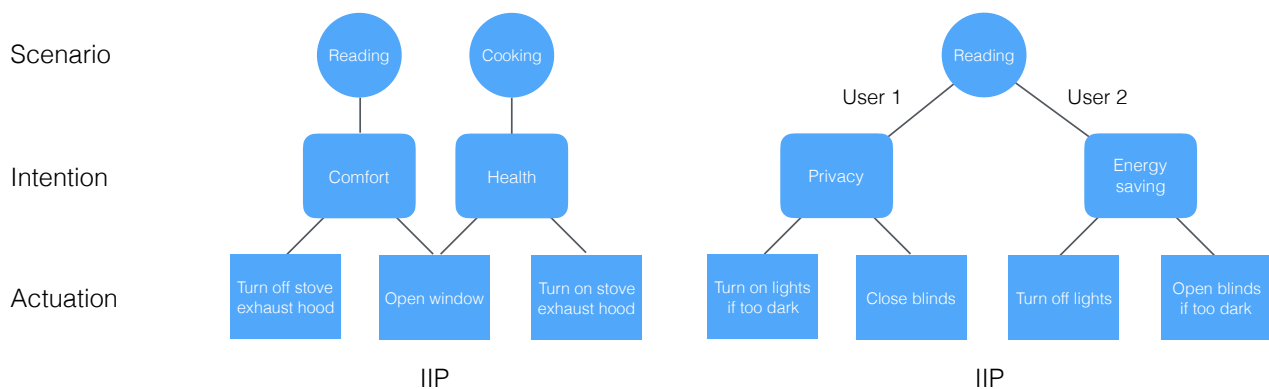 Scenario
Reading
Cooking
Reading
User 1
User 2
Intention
Comfort
Health
Privacy
Energy
saving
Actuation
Turn off stove
exhaust hood
Open window
Turn on stove
exhaust hood
Turn on lights
if too dark
Close blinds
Turn off lights
Open blinds
if too dark
IIP
IIP